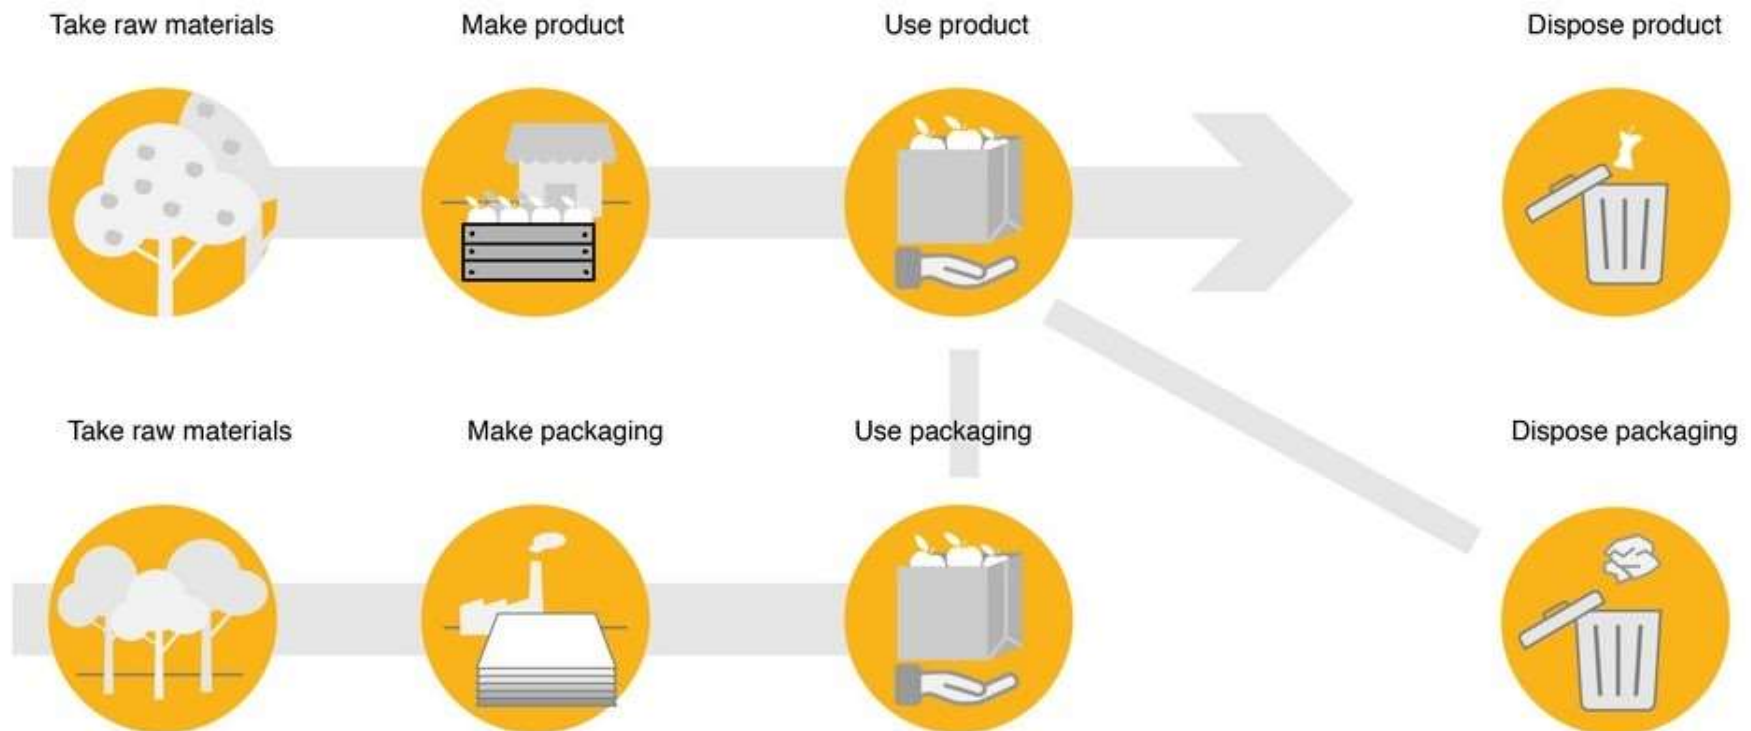 Take raw materials
Make product
Use product
Dispose product
Take raw materials
Make packaging
Use packaging
Dispose packaging